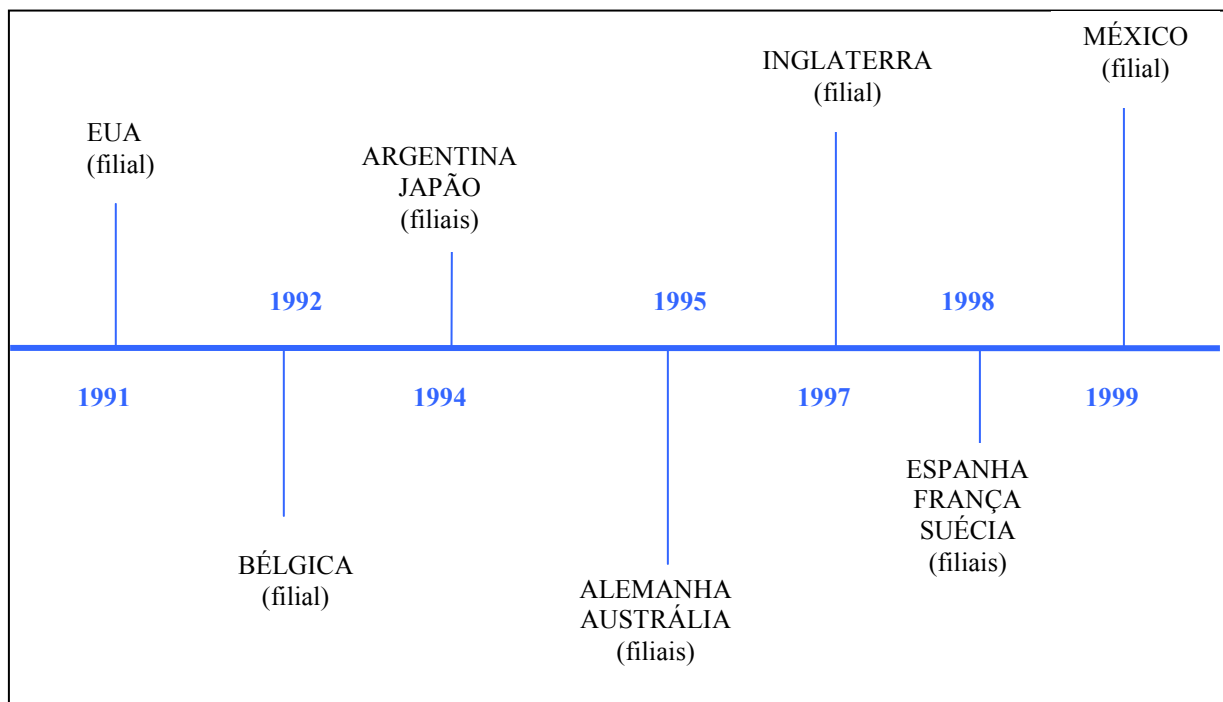 EUA
(filial)
ARGENTINA
JAPÃO
(filiais)
INGLATERRA
(filial)
MÉXICO
(filial)
1992
1995
1998
1991
1994
1997
1999
BÉLGICA
(filial)
ALEMANHA
AUSTRÁLIA
(filiais)
ESPANHA
FRANÇA
SUÉCIA
(filiais)